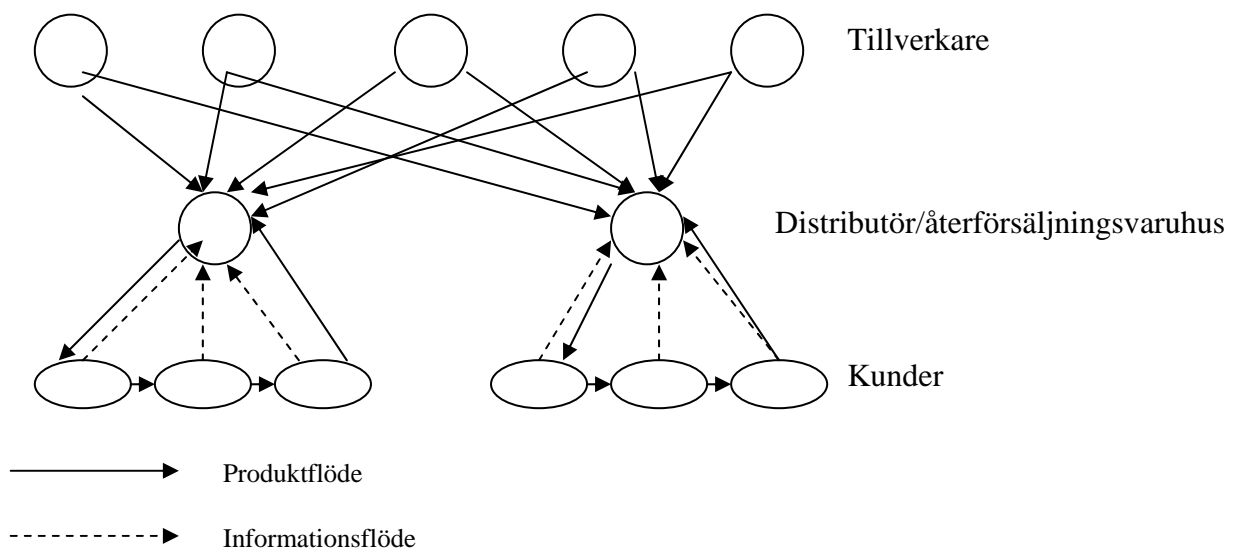 Tillverkare
Distributör/återförsäljningsvaruhus
Kunder
Produktflöde
Informationsflöde